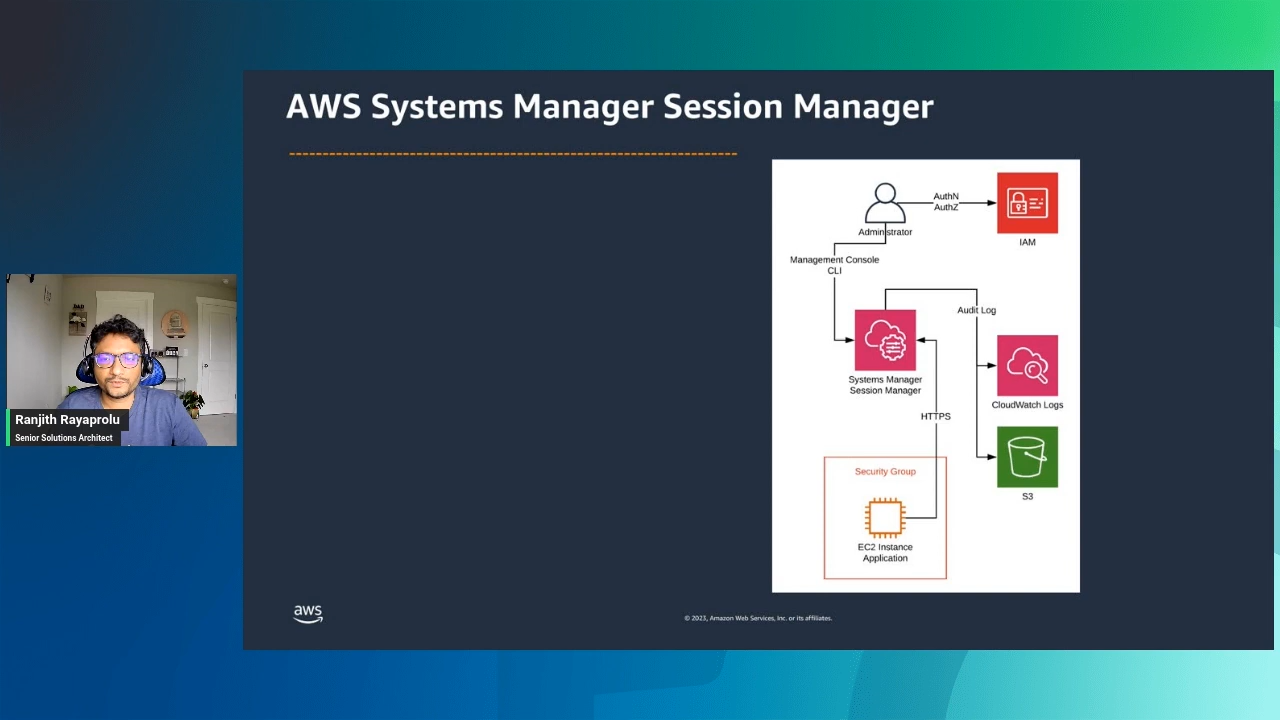 AWS Systems Manager Session Manager
AuthN
AuthZ
Administrator
IAM
Management Console
CLI
Audit Log
Systems Manager
Session Manager
CloudWatch Logs
HTTPS
Security Group
S3
EC2 Instance
Application
Ranjith Rayaprolu
Senior Solutions Architect
aws
© 2023, Amazon Web Services, Inc. or its affiliates.